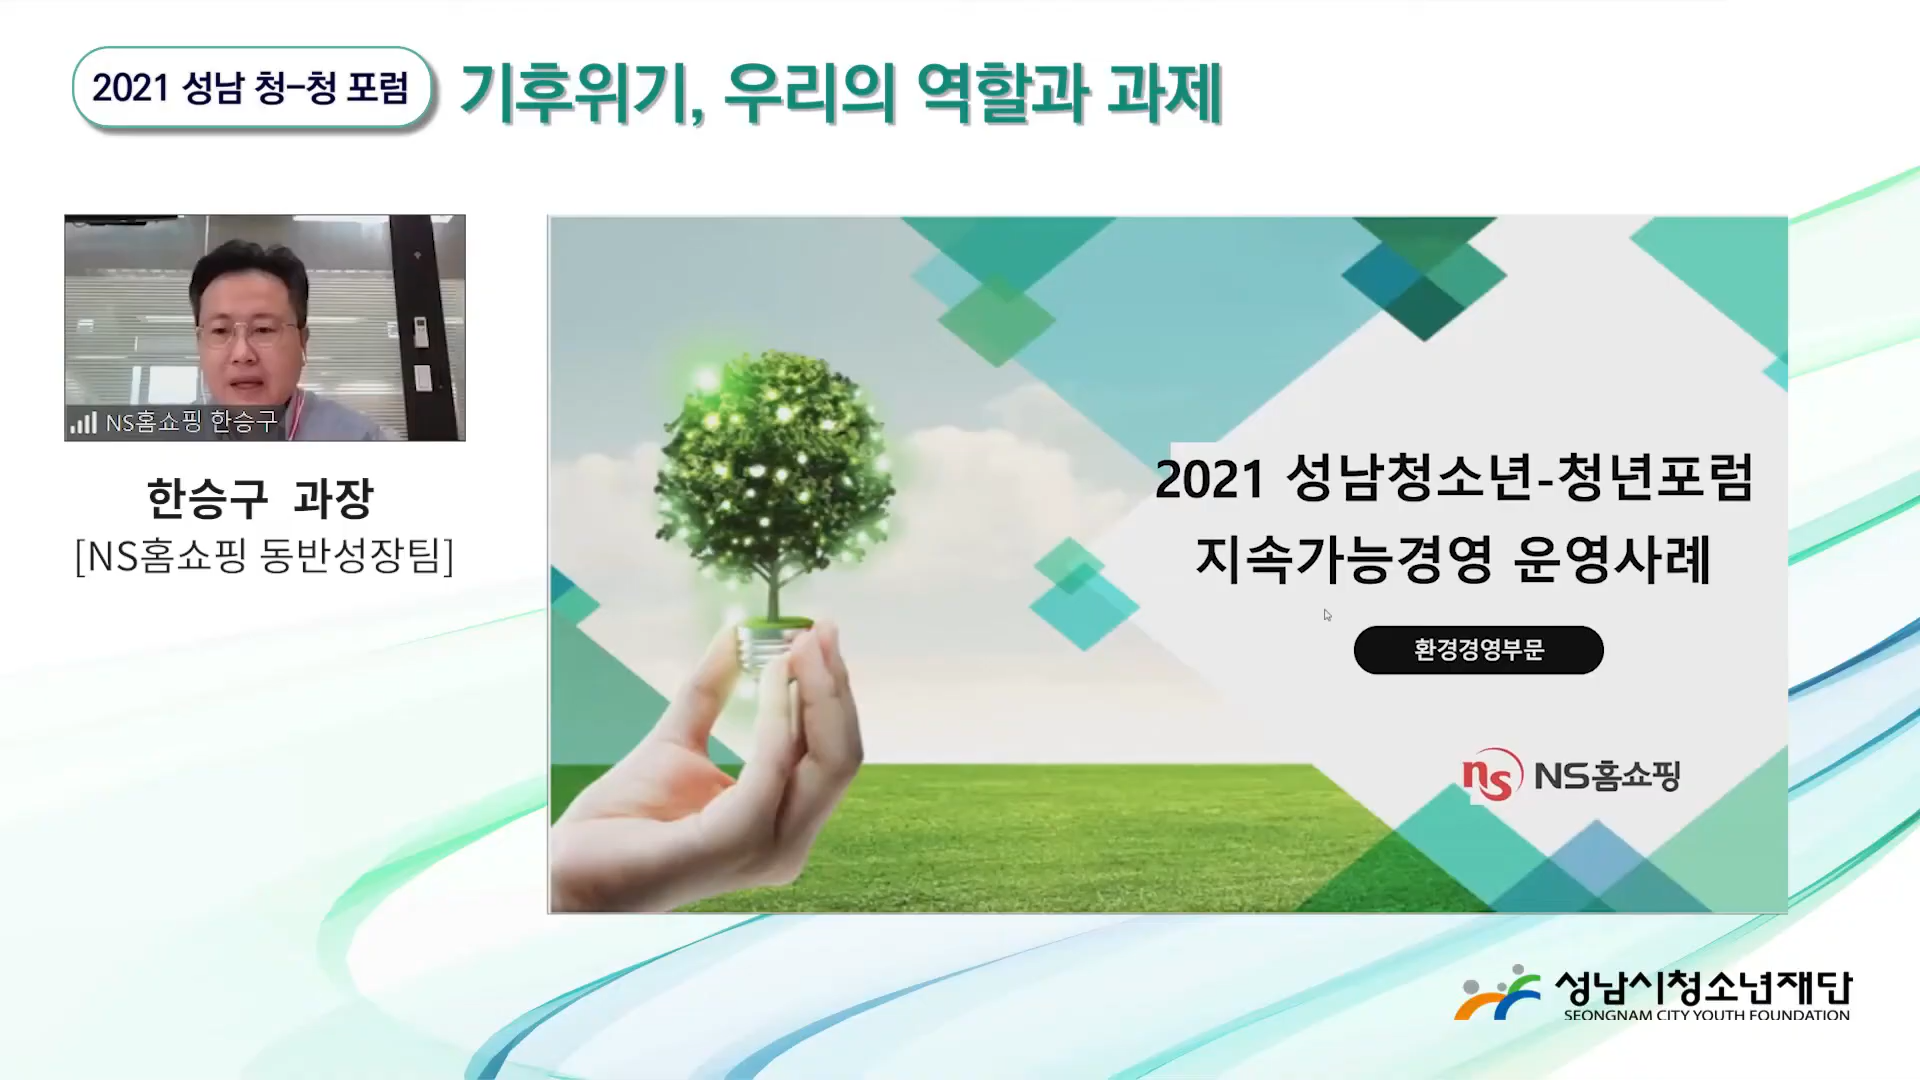 2021 성남 청-청 포럼
기후위기, 우리의 역할과 과제
NS홈쇼핑 한승구
한승구 과장
[NS홈쇼핑 동반성장팀]
2021 성남청소년-청년포럼
지속가능경영 운영사례
환경경영부문
ns NS홈쇼핑
성남시청소년재단
SEONGNAM CITY YOUTH FOUNDATION